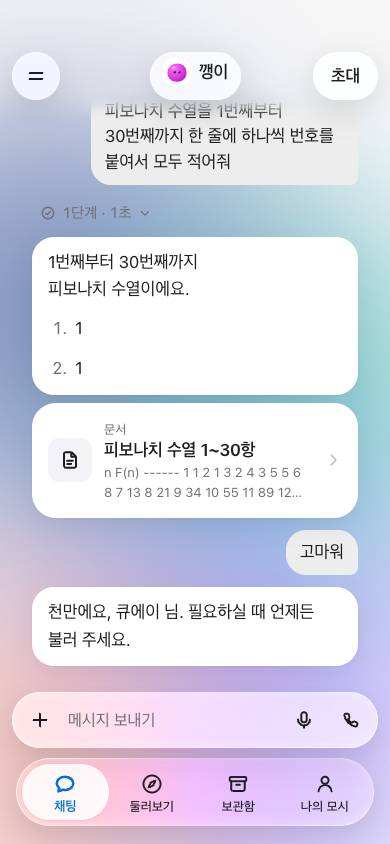 깽이
초대
피보나치 수열을 1번째부터
30번째까지 한 줄에 하나씩 번호를
붙여서 모두 적어줘
1단계 · 1초
1번째부터 30번째까지
피보나치 수열이에요.
1. 1
2. 1
문서
피보나치 수열 1~30항
n F(n) ------ 1 1 2 1 3 2 4 3 5 5 6
8 7 13 8 21 9 34 10 55 11 89 12...
고마워
천만에요, 큐에이 님. 필요하실 때 언제든
불러 주세요.
메시지 보내기
채팅
둘러보기
보관함
나의 모시